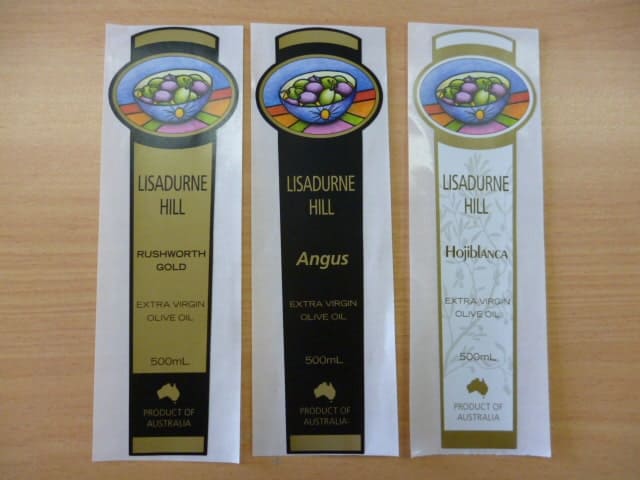 LISADURNE
HILL
RUSHWORTH
GOLD
EXTRA VIRGIN
OLIVE OIL
500mL
PRODUCT OF
AUSTRALIA
LISADURNE
HILL
Angus
EXTRA VIRGIN
OLIVE OIL
500mL
PRODUCT OF
AUSTRALIA
LISADURNE
HILL
HojiBLANCA
EXTRA VIRGIN
OLIVE OIL
500mL
PRODUCT OF
AUSTRALIA